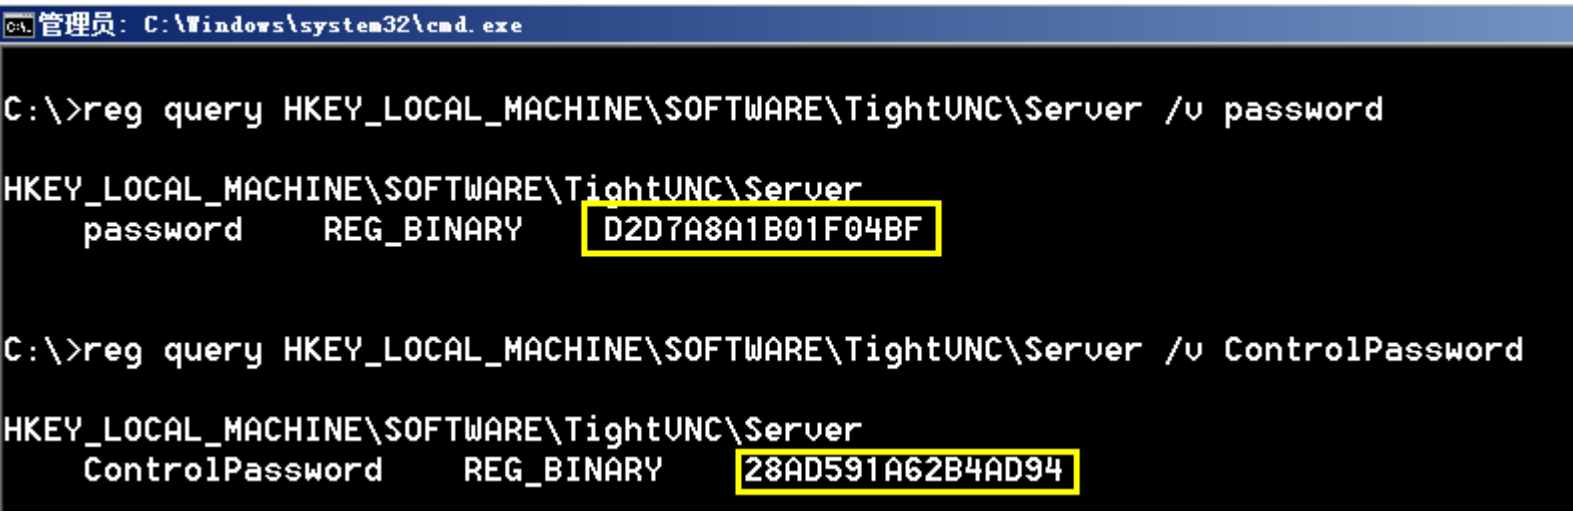 管理员: C:\Windows\system32\cmd.exe
C:\>reg query HKEY_LOCAL_MACHINE\SOFTWARE\TightVNC\Server /v password
HKEY_LOCAL_MACHINE\SOFTWARE\TightVNC\Server
password REG_BINARY D2D7A8A1B01F04BF
C:\>reg query HKEY_LOCAL_MACHINE\SOFTWARE\TightVNC\Server /v ControlPassword
HKEY_LOCAL_MACHINE\SOFTWARE\TightVNC\Server
ControlPassword REG_BINARY 28AD591A62B4AD94